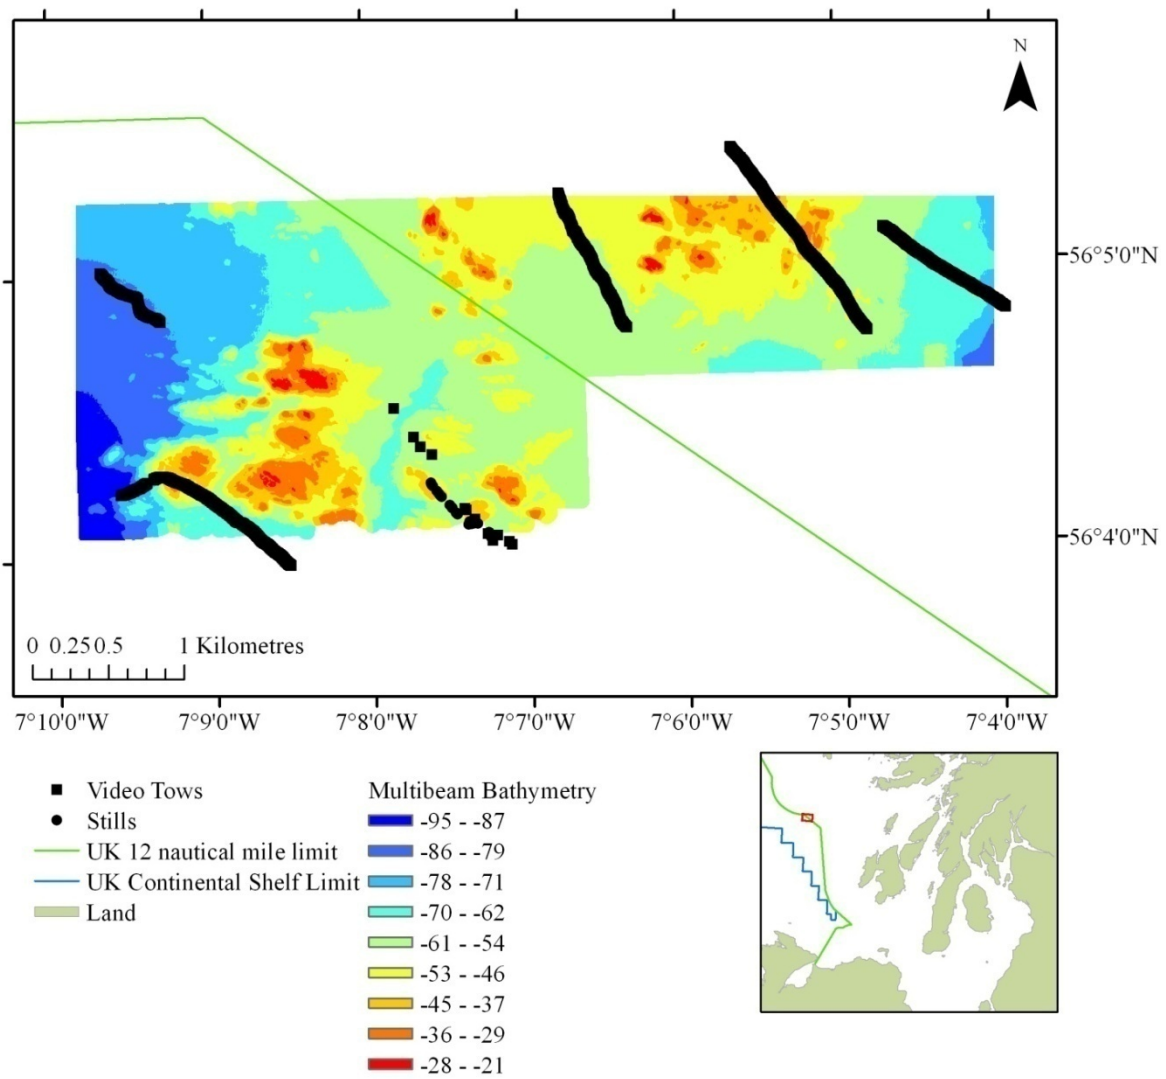 N
56°5'0"N
56°4'0"N
0 0.25 0.5 1 Kilometres
7°10'0"W 7°9'0"W 7°8'0"W 7°7'0"W 7°6'0"W 7°5'0"W 7°4'0"W
Video Tows
Stills
UK 12 nautical mile limit
UK Continental Shelf Limit
Land
Multibeam Bathymetry
-95 - -87
-86 - -79
-78 - -71
-70 - -62
-61 - -54
-53 - -46
-45 - -37
-36 - -29
-28 - -21